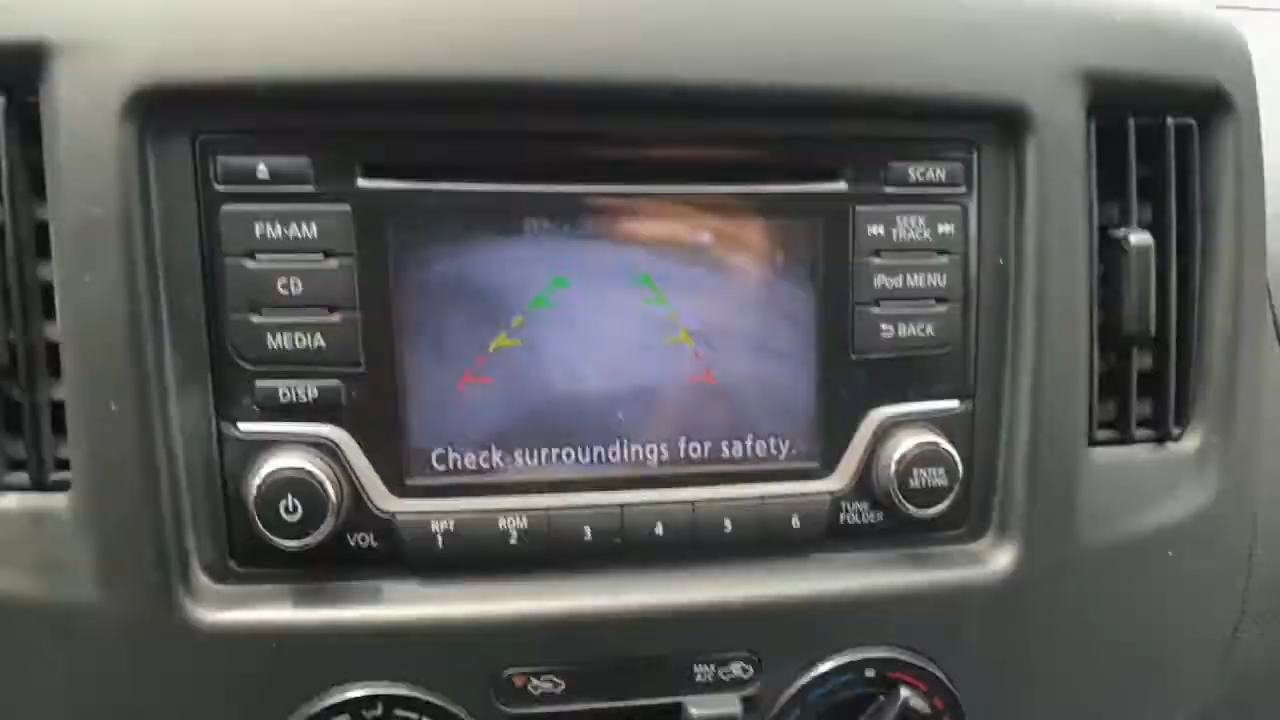 SCAN
FM·AM
SEEK
TRACK
CD
iPod MENU
MEDIA
BACK
DISP
Check surroundings for safety.
ENTER
SETTING
VOL
RPT
1
RDM
2
3
4
5
6
TUNE
FOLDER
MAX
A/C